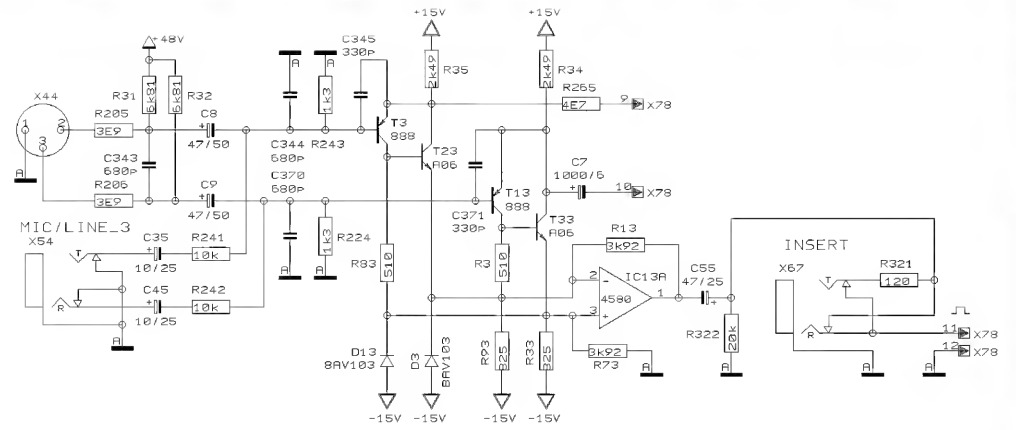 +15V
+15V
+48V
C345
330p
A
A
R35
2k49
R34
2k49
X44
R31
6k81
R32
6k81
R265
4E7
9
X78
1
2
3
R205
3E9
C8
+
47/50
1k3
T3
888
T23
A06
C343
680p
C344
680p
R243
C7
1000/6
+
10
X78
A
R206
3E9
C9
+
47/50
C370
680p
T13
888
T33
A06
C371
330p
MIC/LINE_3
X54
T
C35
+
10/25
R241
10k
1k3
R224
R83
510
R3
510
R13
3k92
IC13A
4580
2
-
3
+
1
C55
47/25
+
INSERT
X67
T
R321
120
R
C45
+
10/25
R242
10k
A
A
A
R
R322
20k
11
X78
12
X78
D13
BAV103
D3
BAV103
R93
825
R33
825
3k92
R73
A
A
A
A
-15V
-15V
-15V
-15V